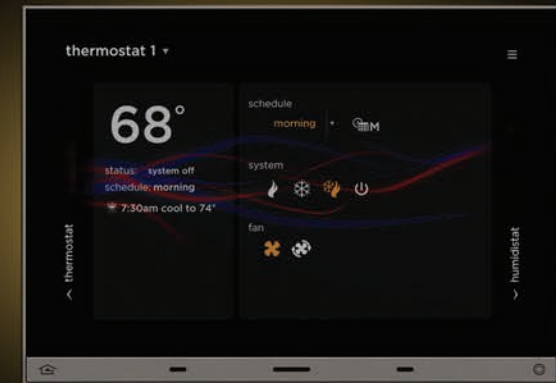 thermostat 1
68°
status: system off
schedule: morning
7:30am cool to 74°
schedule
morning
M
system
fan
thermostat
humidistat